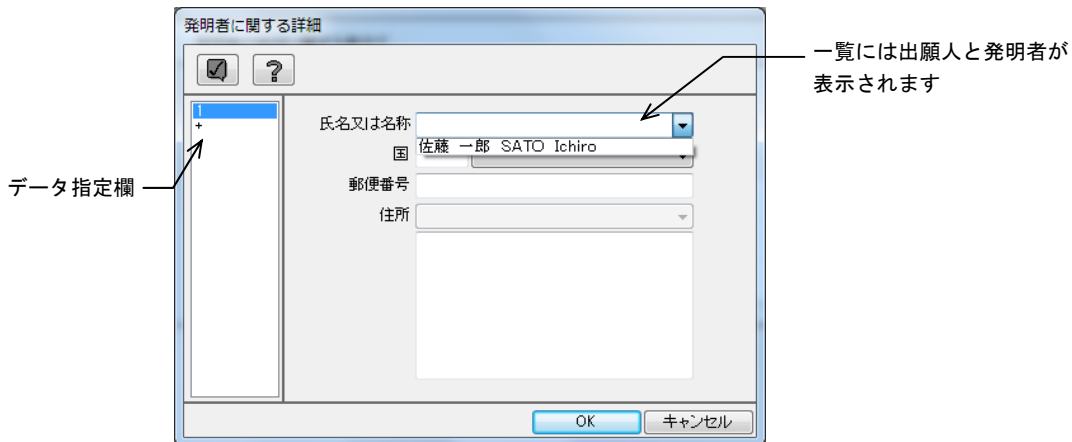 発明者に関する詳細
?
一覧には出願人と発明者が
表示されます
1
+
氏名又は名称
佐藤 一郎 SATO Ichiro
国
データ指定欄
郵便番号
住所
OK
キャンセル